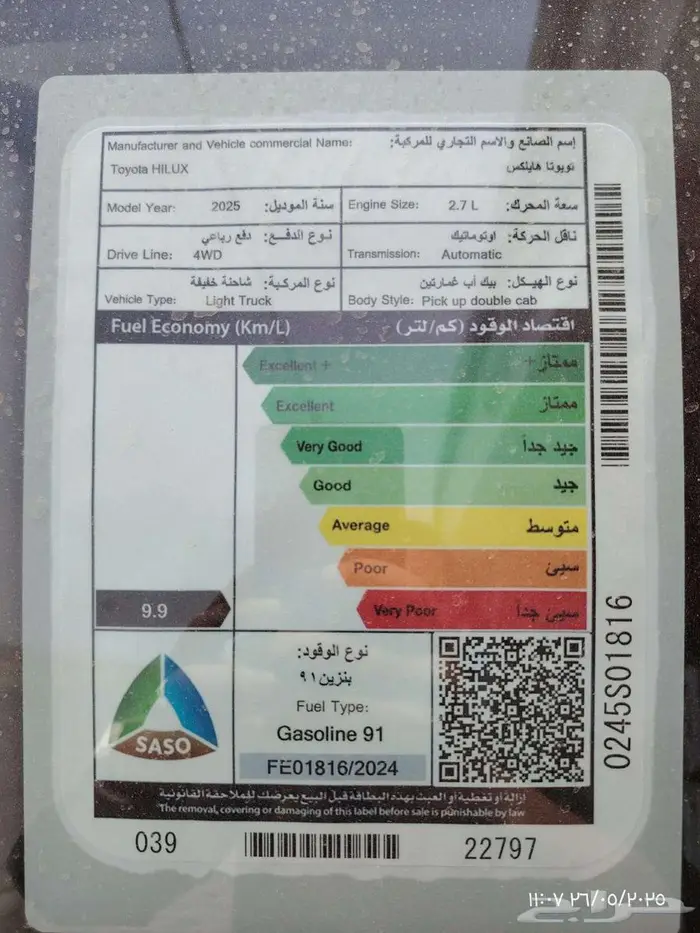 Manufacturer and Vehicle commercial Name: إسم الصانع والاسم التجاري للمركبة:
Toyota HILUX تويوتا هايلكس
Model Year: 2025 سنة الموديل: Engine Size: 2.7 L سعة المحرك:
نوع الدفع: دفع رباعي ناقل الحركة: اوتوماتيك
Drive Line: 4WD Transmission: Automatic
نوع المركبة: شاحنة خفيفة نوع الهيكل: بيك أب غمارتين
Vehicle Type: Light Truck Body Style: Pick up double cab
Fuel Economy (Km/L) اقتصاد الوقود (كم/لتر)
Excellent + ممتاز+
Excellent ممتاز
Very Good جيد جداً
Good جيد
Average متوسط
Poor سيئ
9.9 Very Poor سيئ جداً
نوع الوقود:
بنزين ٩١
Fuel Type:
Gasoline 91
FE01816/2024
SASO
0245S01816
ازالة أو تغطية أو العبث بهذه البطاقة قبل البيع يعرضك للملاحقة القانونية
The removal, covering or damaging of this label before sale is punishable by law
039 22797
١١:٠٧ ٢٦/٠٥/٢٠٢٥
حراج